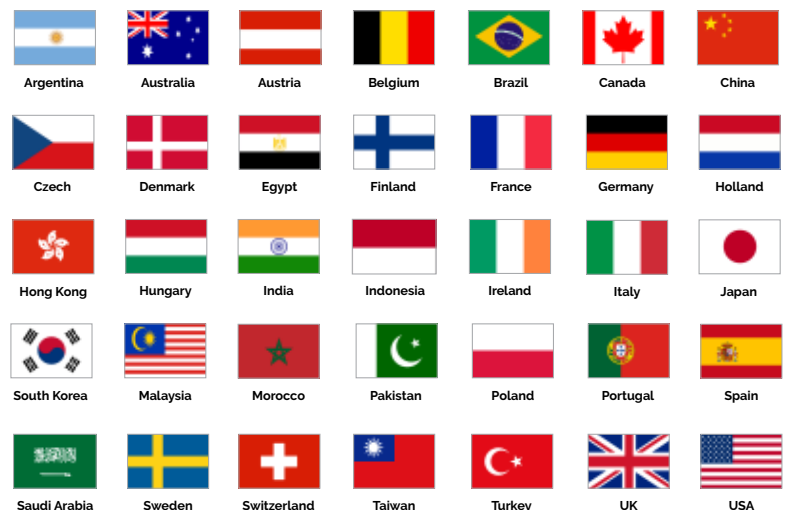 Argentina Australia Austria Belgium Brazil Canada China
Czech Denmark Egypt Finland France Germany Holland
Hong Kong Hungary India Indonesia Ireland Italy Japan
South Korea Malaysia Morocco Pakistan Poland Portugal Spain
Saudi Arabia Sweden Switzerland Taiwan Turkey UK USA